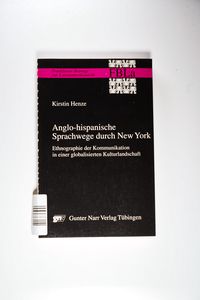 Kirstin Henze
Anglo-hispanische
Sprachwege durch New York
Ethnographie der Kommunikation
in einer globalisierten Kulturlandschaft
Gunter Narr Verlag Tübingen